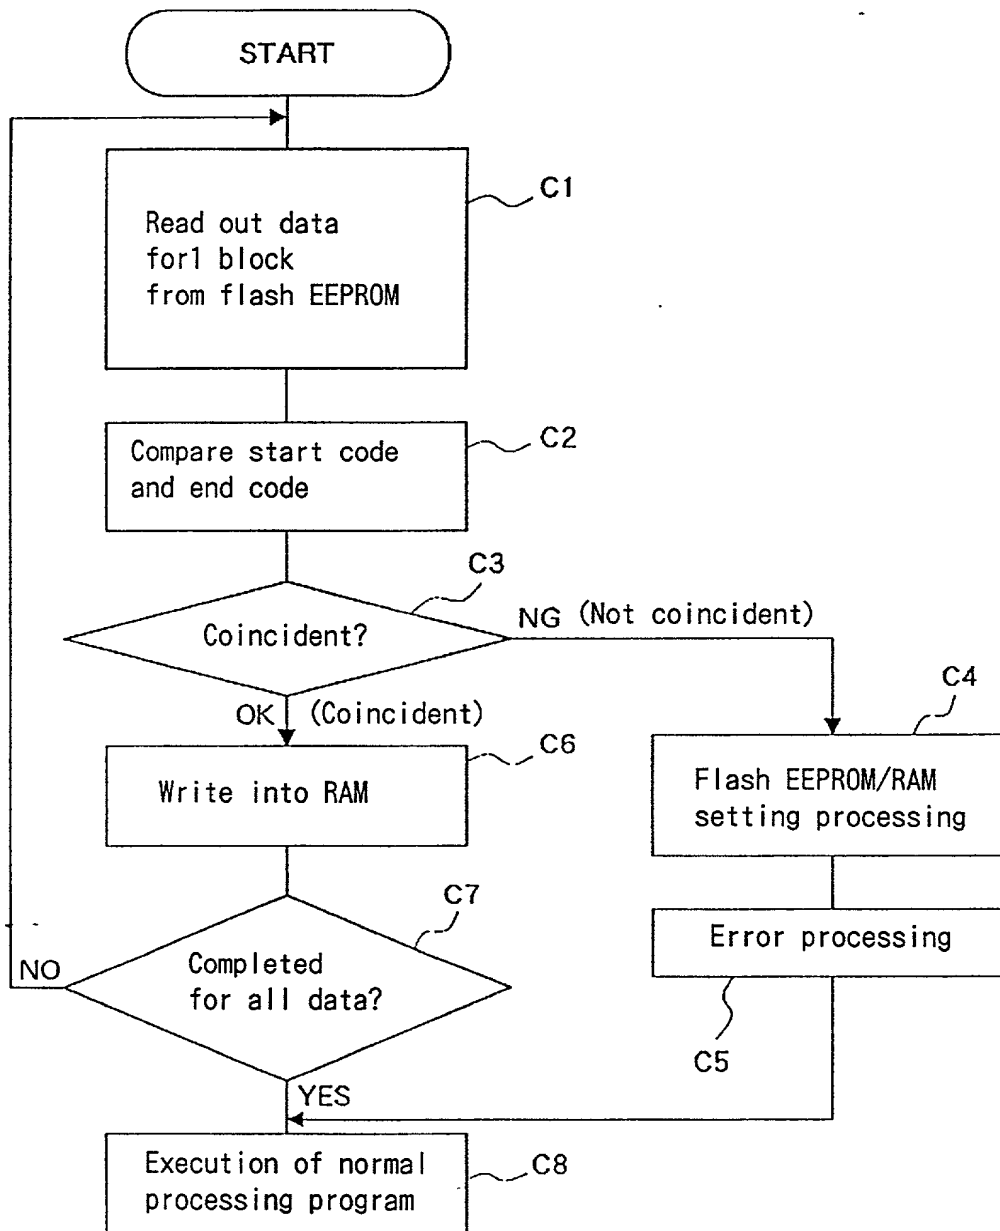 START
C1
Read out data
for1 block
from flash EEPROM
C2
Compare start code
and end code
C3
Coincident?
NG (Not coincident)
OK (Coincident)
C4
Flash EEPROM/RAM
setting processing
C6
Write into RAM
C7
Completed
for all data?
NO
Error processing
C5
YES
Execution of normal
processing program
C8